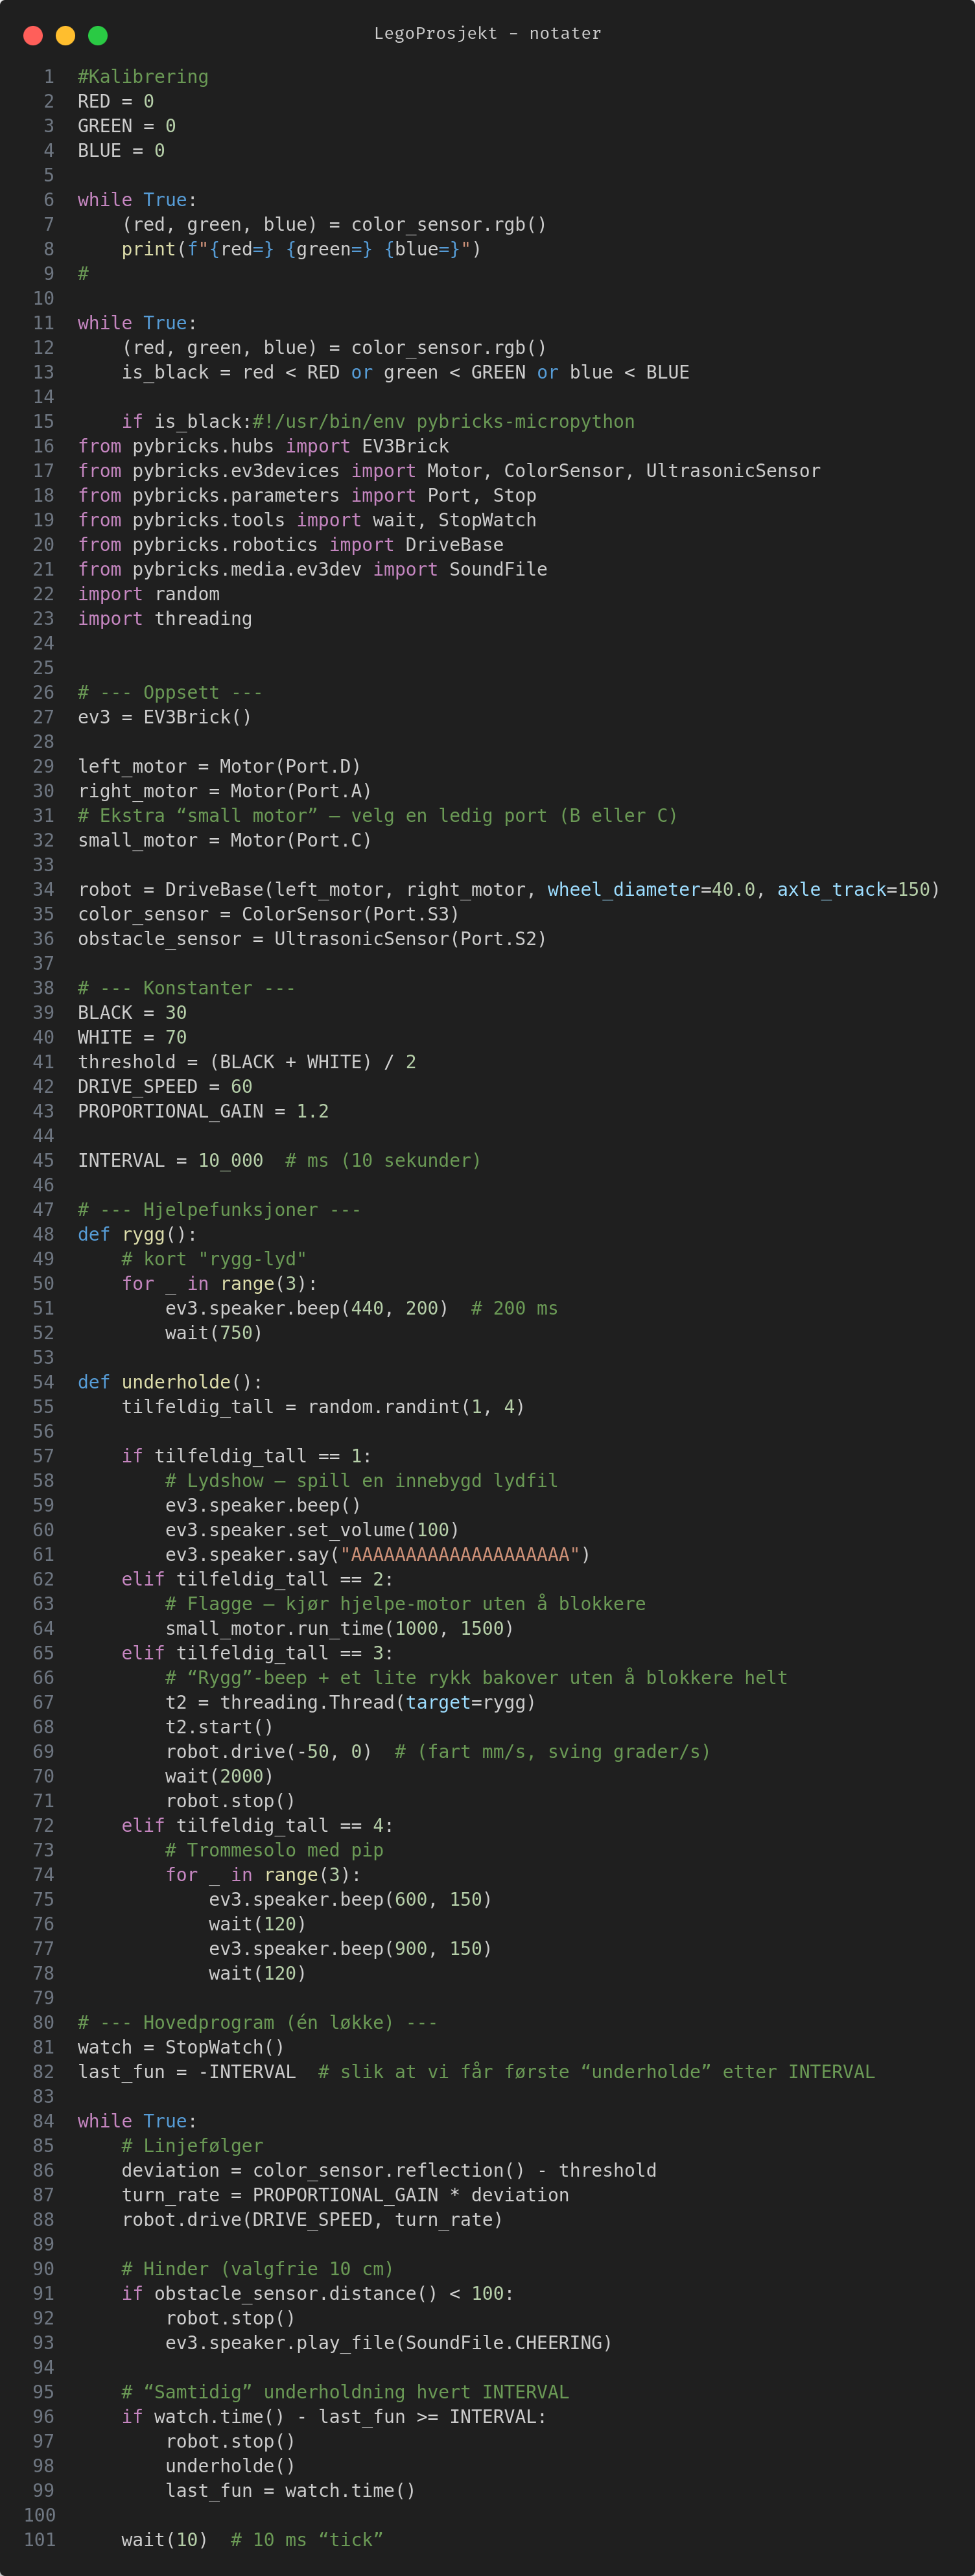 LegoProsjekt - notater
1 #Kalibrering
2 RED = 0
3 GREEN = 0
4 BLUE = 0
5
6 while True:
7     (red, green, blue) = color_sensor.rgb()
8     print(f"{red=} {green=} {blue=}")
9 #
10
11 while True:
12     (red, green, blue) = color_sensor.rgb()
13     is_black = red < RED or green < GREEN or blue < BLUE
14
15     if is_black:#!/usr/bin/env pybricks-micropython
16 from pybricks.hubs import EV3Brick
17 from pybricks.ev3devices import Motor, ColorSensor, UltrasonicSensor
18 from pybricks.parameters import Port, Stop
19 from pybricks.tools import wait, StopWatch
20 from pybricks.robotics import DriveBase
21 from pybricks.media.ev3dev import SoundFile
22 import random
23 import threading
24
25
26 # --- Oppsett ---
27 ev3 = EV3Brick()
28
29 left_motor = Motor(Port.D)
30 right_motor = Motor(Port.A)
31 # Ekstra “small motor” – velg en ledig port (B eller C)
32 small_motor = Motor(Port.C)
33
34 robot = DriveBase(left_motor, right_motor, wheel_diameter=40.0, axle_track=150)
35 color_sensor = ColorSensor(Port.S3)
36 obstacle_sensor = UltrasonicSensor(Port.S2)
37
38 # --- Konstanter ---
39 BLACK = 30
40 WHITE = 70
41 threshold = (BLACK + WHITE) / 2
42 DRIVE_SPEED = 60
43 PROPORTIONAL_GAIN = 1.2
44
45 INTERVAL = 10_000  # ms (10 sekunder)
46
47 # --- Hjelpefunksjoner ---
48 def rygg():
49     # kort "rygg-lyd"
50     for _ in range(3):
51         ev3.speaker.beep(440, 200)  # 200 ms
52         wait(750)
53
54 def underholde():
55     tilfeldig_tall = random.randint(1, 4)
56
57     if tilfeldig_tall == 1:
58         # Lydshow – spill en innebygd lydfil
59         ev3.speaker.beep()
60         ev3.speaker.set_volume(100)
61         ev3.speaker.say("AAAAAAAAAAAAAAAAAAAA")
62     elif tilfeldig_tall == 2:
63         # Flagge – kjør hjelpe-motor uten å blokkere
64         small_motor.run_time(1000, 1500)
65     elif tilfeldig_tall == 3:
66         # “Rygg”-beep + et lite rykk bakover uten å blokkere helt
67         t2 = threading.Thread(target=rygg)
68         t2.start()
69         robot.drive(-50, 0)  # (fart mm/s, sving grader/s)
70         wait(2000)
71         robot.stop()
72     elif tilfeldig_tall == 4:
73         # Trommesolo med pip
74         for _ in range(3):
75             ev3.speaker.beep(600, 150)
76             wait(120)
77             ev3.speaker.beep(900, 150)
78             wait(120)
79
80 # --- Hovedprogram (én løkke) ---
81 watch = StopWatch()
82 last_fun = -INTERVAL  # slik at vi får første “underholde” etter INTERVAL
83
84 while True:
85     # Linjefølger
86     deviation = color_sensor.reflection() - threshold
87     turn_rate = PROPORTIONAL_GAIN * deviation
88     robot.drive(DRIVE_SPEED, turn_rate)
89
90     # Hinder (valgfrie 10 cm)
91     if obstacle_sensor.distance() < 100:
92         robot.stop()
93         ev3.speaker.play_file(SoundFile.CHEERING)
94
95     # “Samtidig” underholdning hvert INTERVAL
96     if watch.time() - last_fun >= INTERVAL:
97         robot.stop()
98         underholde()
99         last_fun = watch.time()
100
101     wait(10)  # 10 ms “tick”